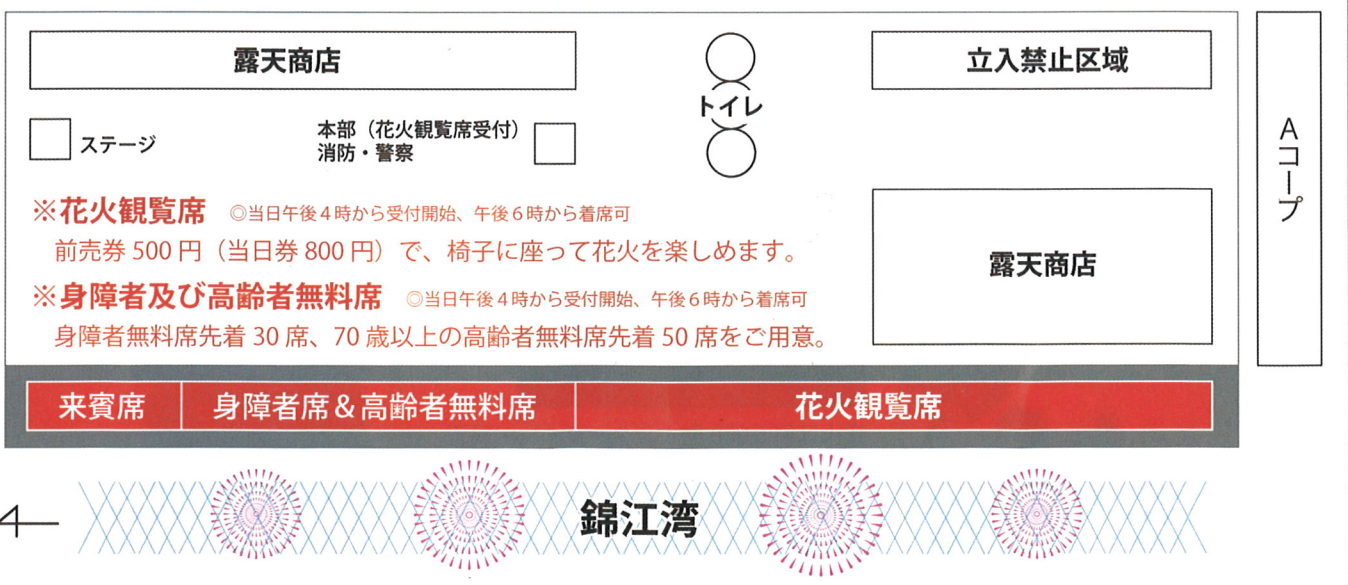 露天商店
トイレ
立入禁止区域
Aコープ
ステージ
本部（花火観覧席受付）
消防・警察
※花火観覧席 ◎当日午後４時から受付開始、午後６時から着席可
前売券 500 円（当日券 800 円）で、椅子に座って花火を楽しめます。
※身障者及び高齢者無料席 ◎当日午後４時から受付開始、午後６時から着席可
身障者無料席先着 30 席、70 歳以上の高齢者無料席先着 50 席をご用意。
露天商店
来賓席
身障者席＆高齢者無料席
花火観覧席
錦江湾